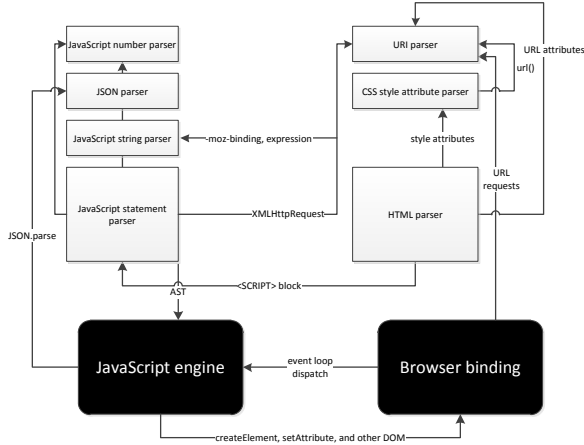 JavaScript number parser
URI parser
URL attributes
url()
JSON parser
CSS style attribute parser
JavaScript string parser
-moz-binding, expression
style attributes
URL
requests
JavaScript statement
parser
XMLHttpRequest
HTML parser
JSON.parse
<SCRIPT> block
AST
JavaScript engine
event loop
dispatch
Browser binding
createElement, setAttribute, and other DOM